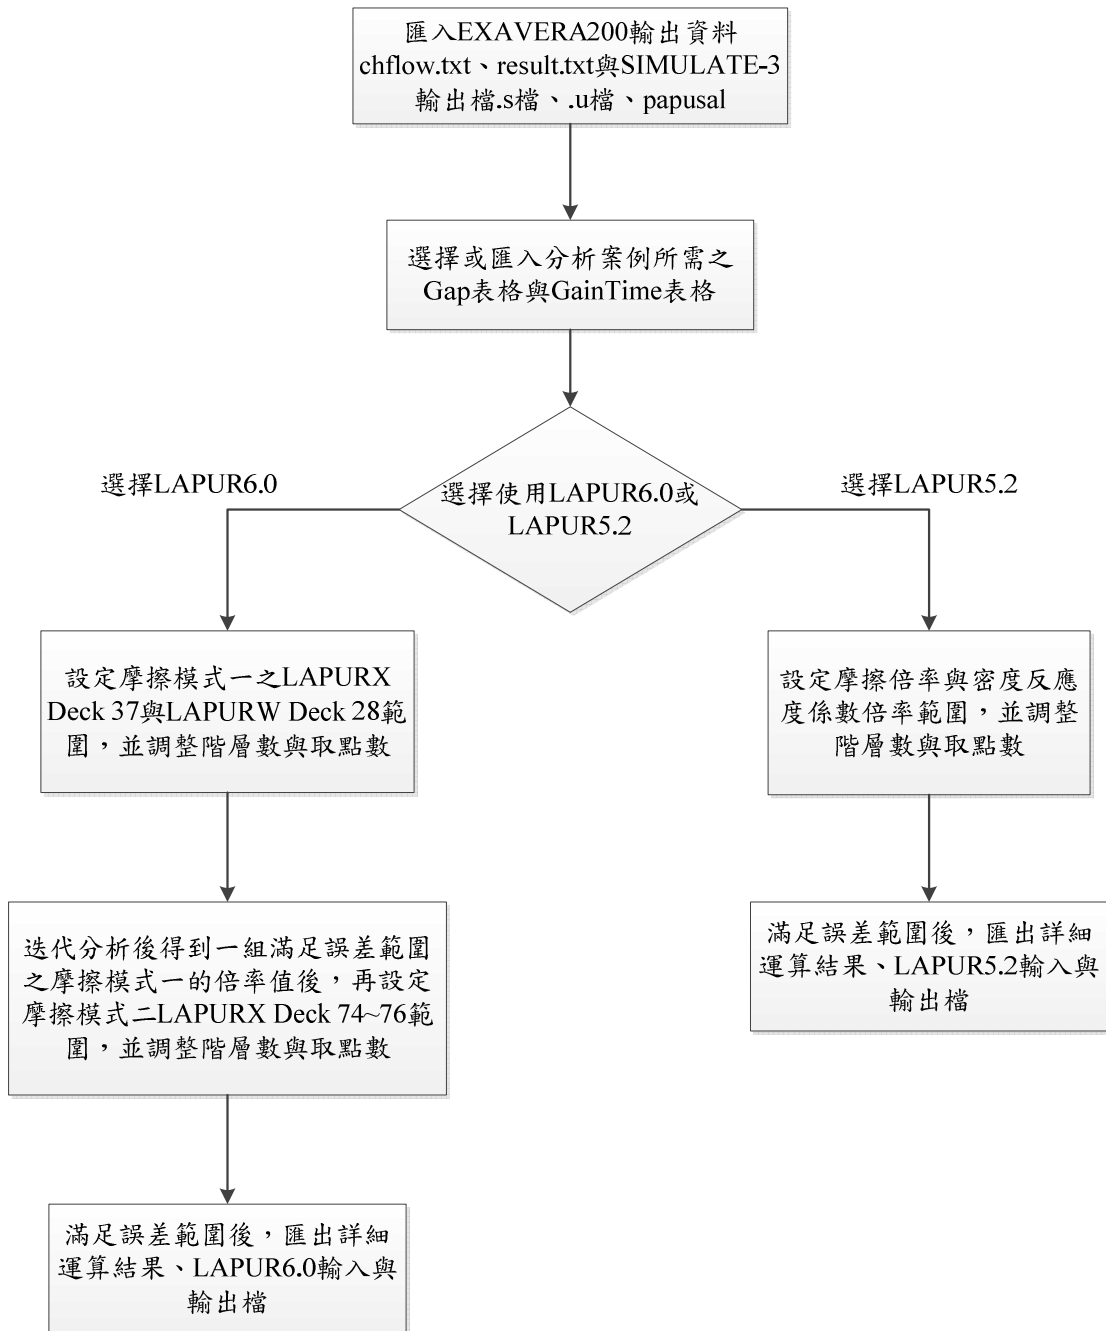 匯入EXAVERA200輸出資料
chflow.txt、result.txt與SIMULATE-3
輸出檔.s檔、.u檔、papusal
選擇或匯入分析案例所需之
Gap表格與GainTime表格
選擇使用LAPUR6.0或
LAPUR5.2
選擇LAPUR6.0
選擇LAPUR5.2
設定摩擦模式一之LAPURX
Deck 37與LAPURW Deck 28範
圍，並調整階層數與取點數
設定摩擦倍率與密度反應
度係數倍率範圍，並調整
階層數與取點數
迭代分析後得到一組滿足誤差範圍
之摩擦模式一的倍率值後，再設定
摩擦模式二LAPURX Deck 74~76範
圍，並調整階層數與取點數
滿足誤差範圍後，匯出詳細
運算結果、LAPUR5.2輸入與
輸出檔
滿足誤差範圍後，匯出詳細
運算結果、LAPUR6.0輸入與
輸出檔